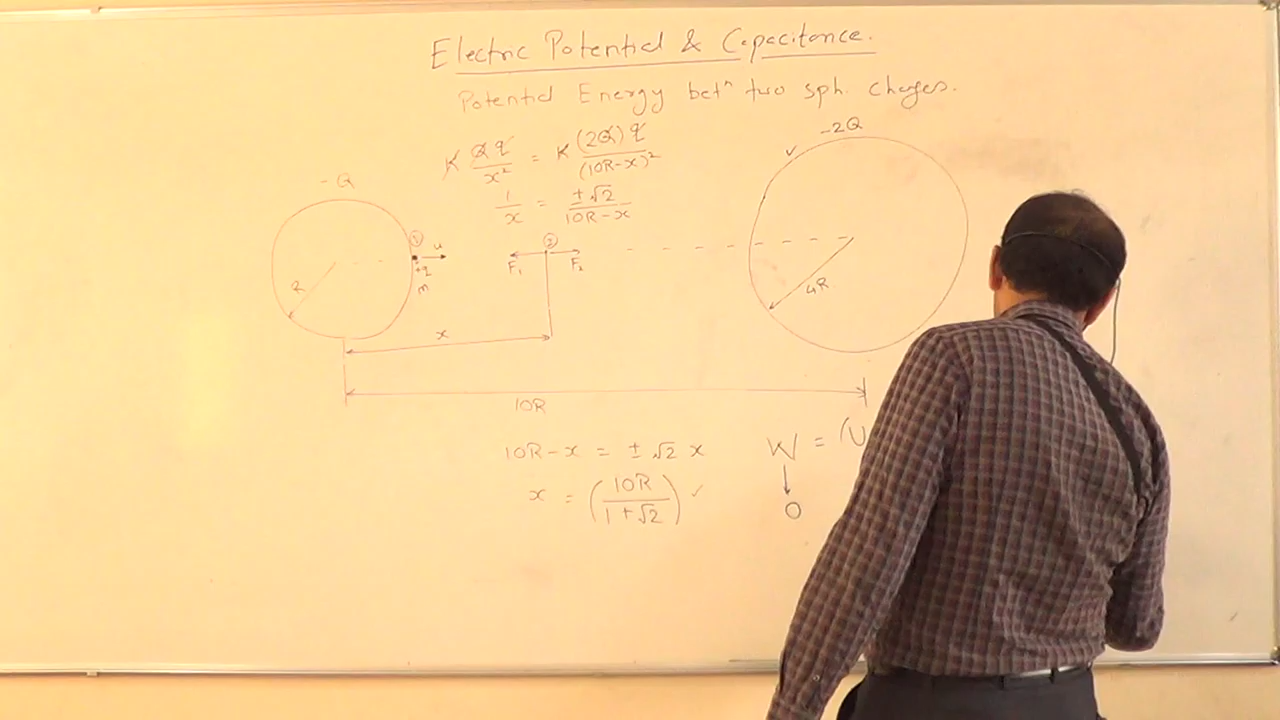 Electric Potential & Capacitance.
Potential Energy betⁿ two sph. charges.
K Qq/x² = K (2Q)q/(10R-x)²
1/x = ±√2/(10R-x)
-Q
-2Q
R
①
u
+q
m
②
F₁ F₂
4R
x
10R
10R-x = ±√2 x
x = (10R/(1+√2)) ✓
W = (U
↓
0